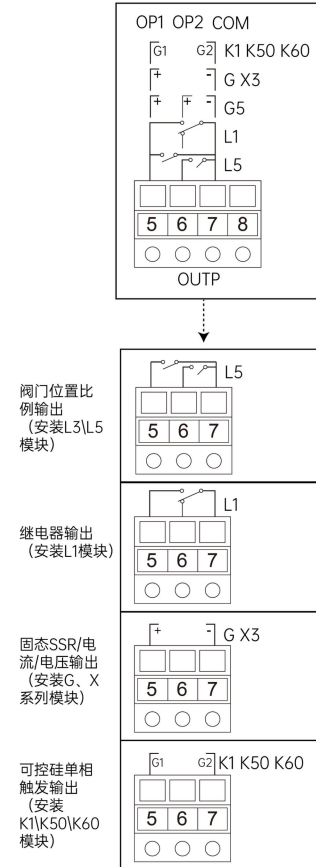 OP1 OP2 COM
G1 G2 K1 K50 K60
+ - G X3
+ + - G5
L1
L5
5 6 7 8
OUTP
L5
阀门位置比
例输出
(安装L3\L5
模块)
5 6 7
L1
继电器输出
(安装L1模块)
5 6 7
+ - G X3
固态SSR/电
流/电压输出
(安装G、X
系列模块)
5 6 7
G1 G2 K1 K50 K60
可控硅单相
触发输出
(安装
K1\K50\K60
模块)
5 6 7